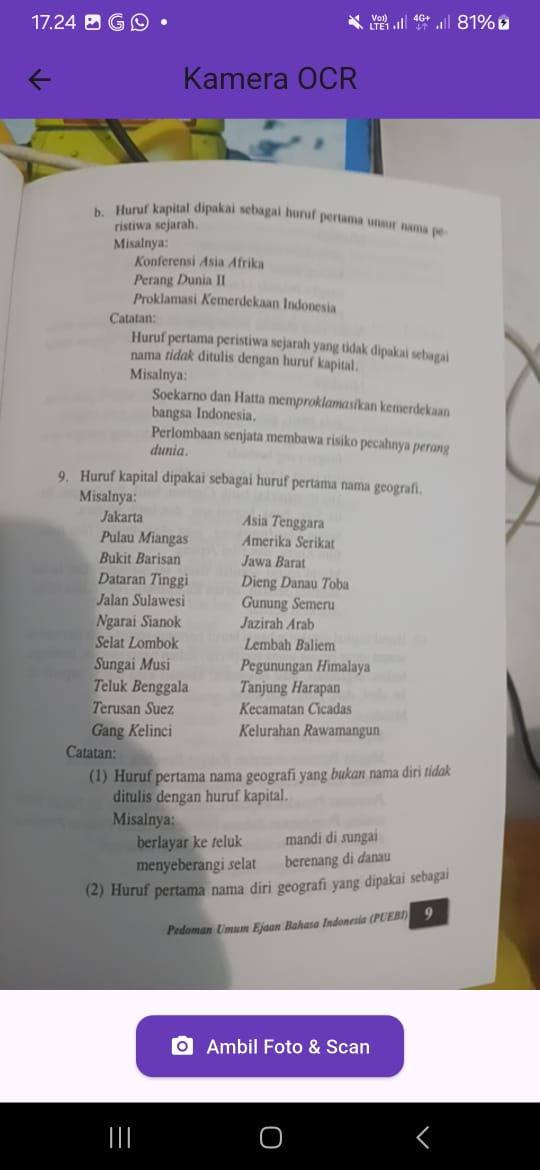 17.24
Vo)) LTE1 4G+ 81%
Kamera OCR
b. Huruf kapital dipakai sebagai huruf pertama unsur nama pe-
ristiwa sejarah.
Misalnya:
Konferensi Asia Afrika
Perang Dunia II
Proklamasi Kemerdekaan Indonesia
Catatan:
Huruf pertama peristiwa sejarah yang tidak dipakai sebagai
nama tidak ditulis dengan huruf kapital.
Misalnya:
Soekarno dan Hatta memproklamasikan kemerdekaan
bangsa Indonesia.
Perlombaan senjata membawa risiko pecahnya perang
dunia.
9. Huruf kapital dipakai sebagai huruf pertama nama geografi.
Misalnya:
Jakarta Asia Tenggara
Pulau Miangas Amerika Serikat
Bukit Barisan Jawa Barat
Dataran Tinggi Dieng Danau Toba
Jalan Sulawesi Gunung Semeru
Ngarai Sianok Jazirah Arab
Selat Lombok Lembah Baliem
Sungai Musi Pegunungan Himalaya
Teluk Benggala Tanjung Harapan
Terusan Suez Kecamatan Cicadas
Gang Kelinci Kelurahan Rawamangun
Catatan:
(1) Huruf pertama nama geografi yang bukan nama diri tidak
ditulis dengan huruf kapital.
Misalnya:
berlayar ke teluk mandi di sungai
menyeberangi selat berenang di danau
(2) Huruf pertama nama diri geografi yang dipakai sebagai
Pedoman Umum Ejaan Bahasa Indonesia (PUEBI) 9
Ambil Foto & Scan